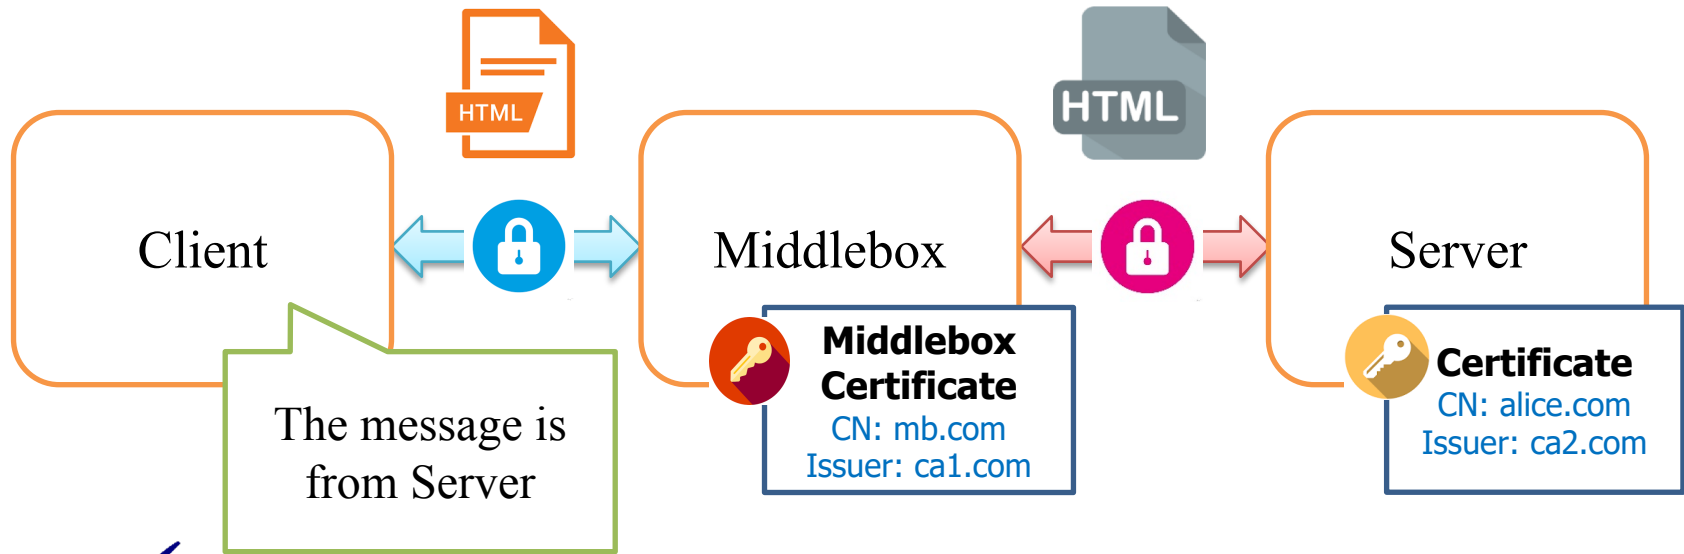 HTML
HTML
Client
Middlebox
Server
The message is
from Server
Middlebox
Certificate
CN: mb.com
Issuer: ca1.com
Certificate
CN: alice.com
Issuer: ca2.com